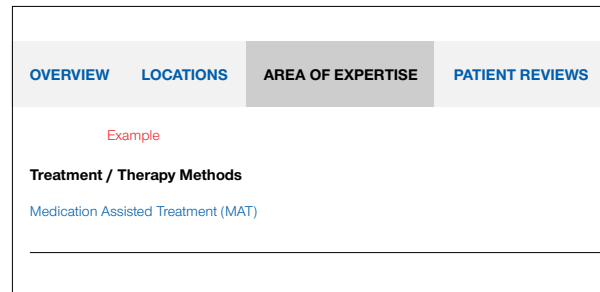 OVERVIEW LOCATIONS AREA OF EXPERTISE PATIENT REVIEWS
Example
Treatment / Therapy Methods
Medication Assisted Treatment (MAT)